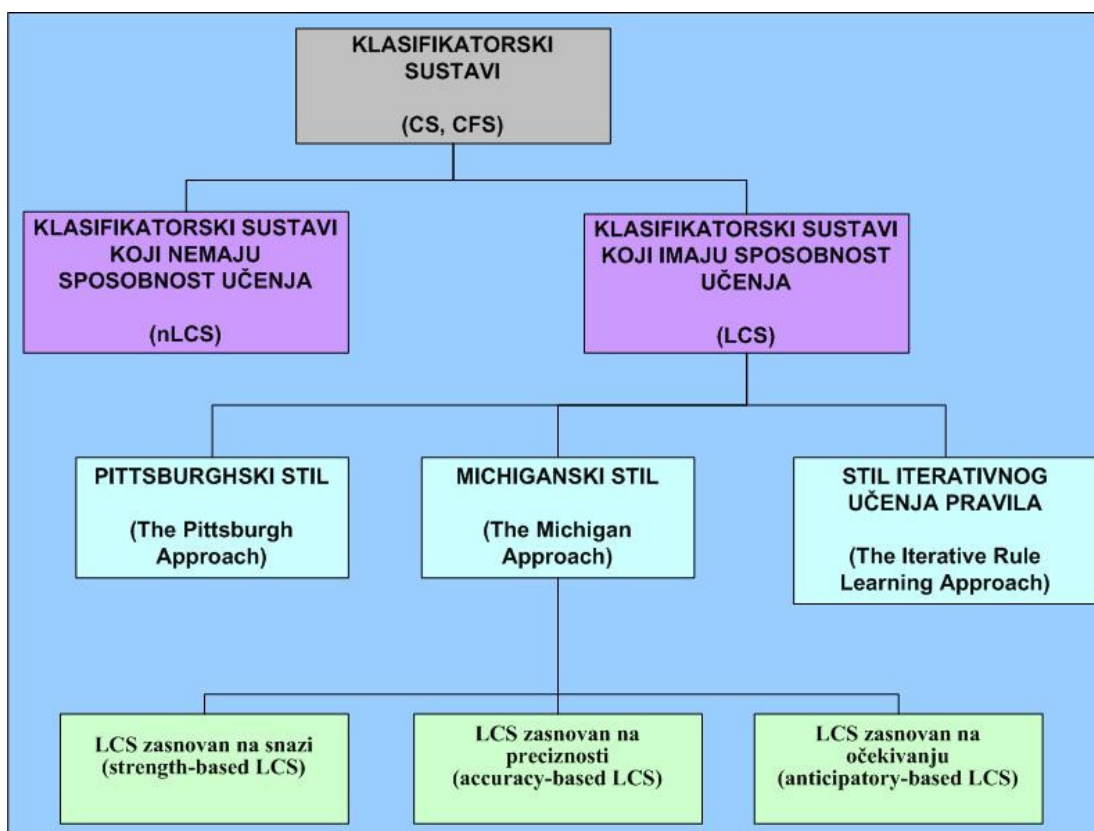 KLASIFIKATORSKI
SUSTAVI
(CS, CFS)
KLASIFIKATORSKI SUSTAVI
KOJI NEMAJU
SPOSOBNOST UČENJA
(nLCS)
KLASIFIKATORSKI SUSTAVI
KOJI IMAJU SPOSOBNOST
UČENJA
(LCS)
PITTSBURGHSKI STIL
(The Pittsburgh
Approach)
MICHIGANSKI STIL
(The Michigan
Approach)
STIL ITERATIVNOG
UČENJA PRAVILA
(The Iterative Rule
Learning Approach)
LCS zasnovan na snazi
(strength-based LCS)
LCS zasnovan na
preciznosti
(accuracy-based LCS)
LCS zasnovan na
očekivanju
(anticipatory-based LCS)